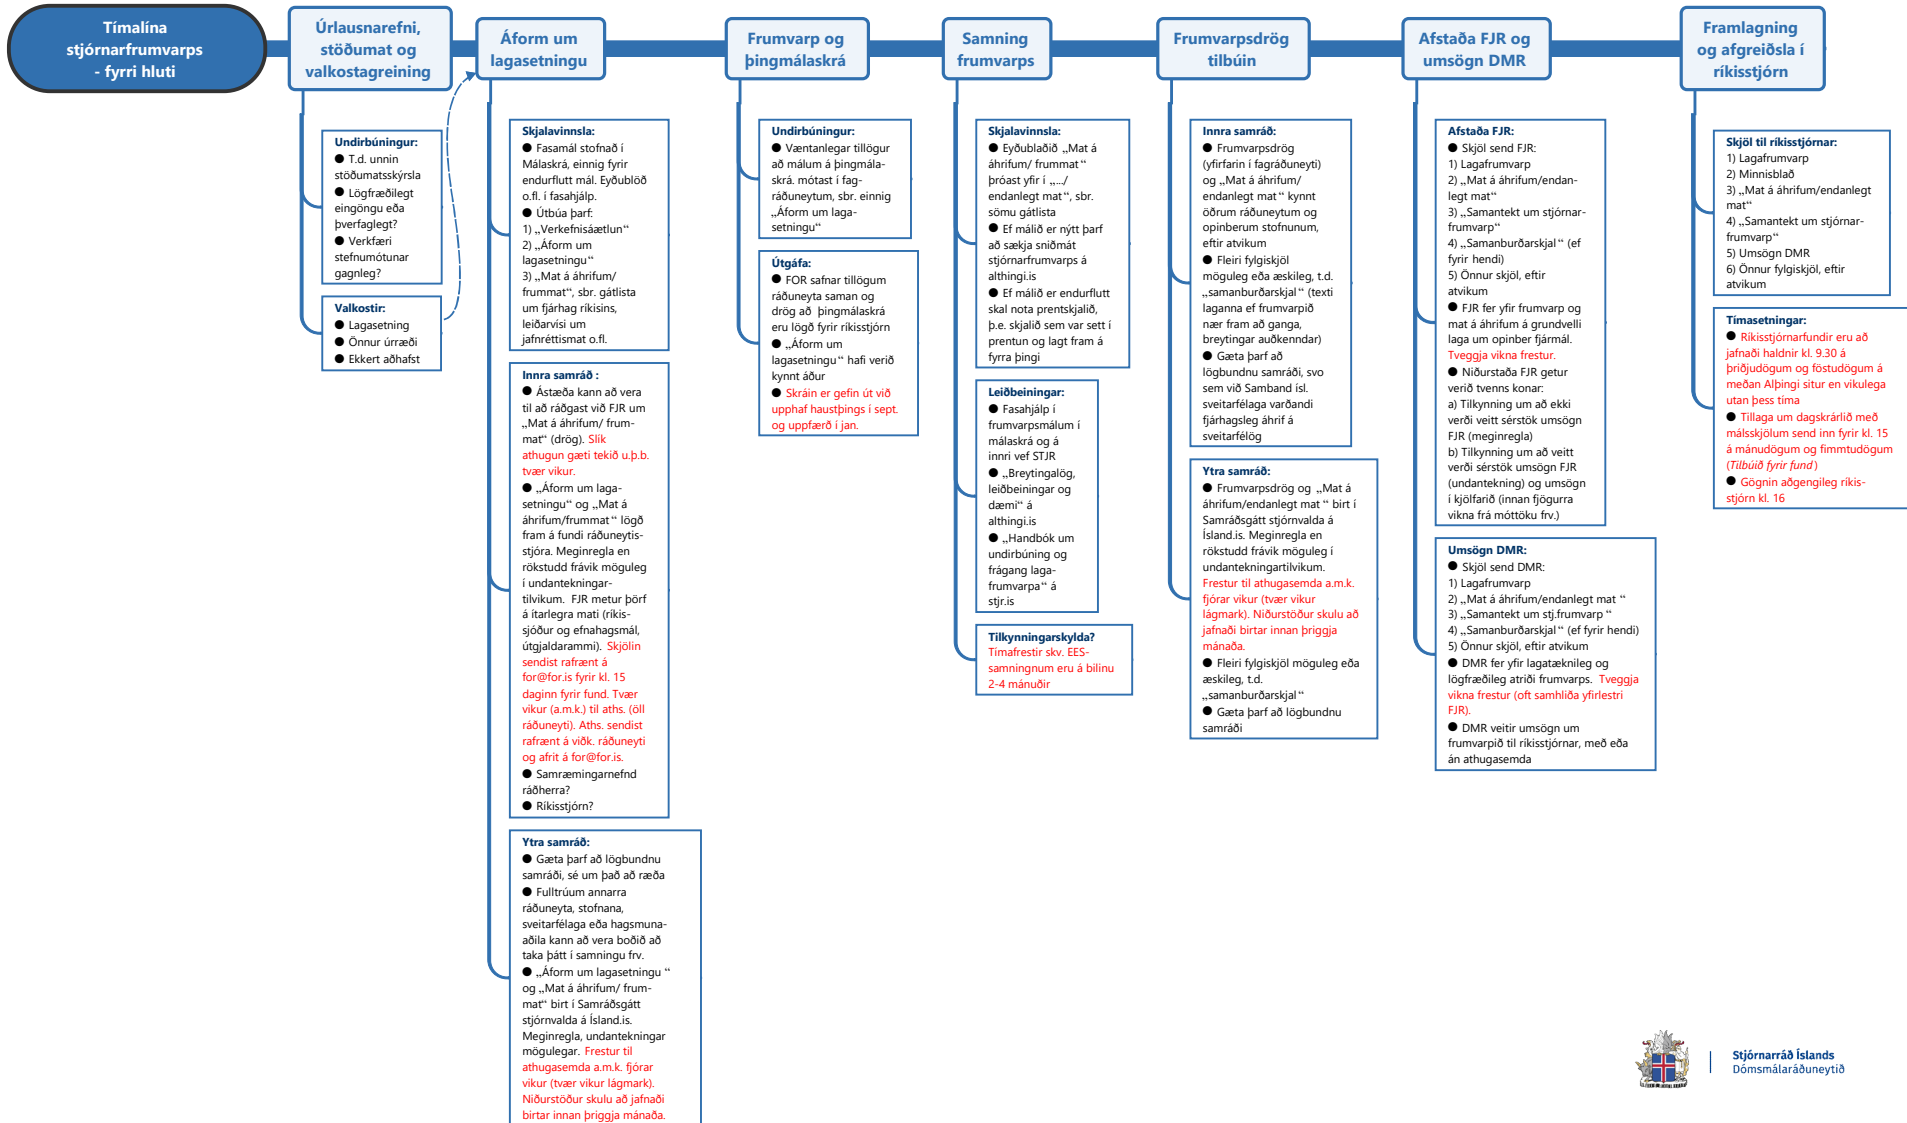 Tímalína
stjórnarfrumvarps
- fyrri hluti
Úrlausnarefni,
stöðumat og
valkostagreining
Undirbúningur:
● T.d. unnin
stöðumatsskýrsla
● Lögfræðilegt
eingöngu eða
þverfaglegt?
● Verkfæri
stefnumótunar
gagnleg?
Valkostir:
● Lagasetning
● Önnur úrræði
● Ekkert aðhafst
Áform um
lagasetningu
Skjalavinnsla:
● Fasamál stofnað í
Málaskrá, einnig fyrir
endurflutt mál. Eyðublöð
o.fl. í fasahjálp.
● Útbúa þarf:
1) „Verkefnisáætlun“
2) „Áform um
lagasetningu“
3) „Mat á áhrifum/
frummat“, sbr. gátlista
um fjárhag ríkisins,
leiðarvísi um
jafnréttismat o.fl.
Innra samráð :
● Ástæða kann að vera
til að ráðgast við FJR um
„Mat á áhrifum/ frum-
mat“ (drög). Slík
athugun gæti tekið u.þ.b.
tvær vikur.
● „Áform um laga-
setningu“ og „Mat á
áhrifum/frummat“ lögð
fram á fundi ráðuneytis-
stjóra. Meginregla en
rökstudd frávik möguleg
í undantekningar-
tilvikum.  FJR metur þörf
á ítarlegra mati (ríkis-
sjóður og efnahagsmál,
útgjaldarammi). Skjölin
sendist rafrænt á
for@for.is fyrir kl. 15
daginn fyrir fund. Tvær
vikur (a.m.k.) til aths. (öll
ráðuneyti). Aths. sendist
rafrænt á viðk. ráðuneyti
og afrit á for@for.is.
● Samræmingarnefnd
ráðherra?
● Ríkisstjórn?
Ytra samráð:
● Gæta þarf að lögbundnu
samráði, sé um það að ræða
● Fulltrúum annarra
ráðuneyta, stofnana,
sveitarfélaga eða hagsmuna-
aðila kann að vera boðið að
taka þátt í samningu frv.
● „Áform um lagasetningu “
og „Mat á áhrifum/ frum-
mat“ birt í Samráðsgátt
stjórnvalda á Ísland.is.
Meginregla, undantekningar
mögulegar. Frestur til
athugasemda a.m.k. fjórar
vikur (tvær vikur lágmark).
Niðurstöður skulu að jafnaði
birtar innan þriggja mánaða.
Frumvarp og
þingmálaskrá
Undirbúningur:
● Væntanlegar tillögur
að málum á þingmála-
skrá. mótast í fag-
ráðuneytum, sbr. einnig
„Áform um laga-
setningu“
Útgáfa:
● FOR safnar tillögum
ráðuneyta saman og
drög að  þingmálaskrá
eru lögð fyrir ríkisstjórn
● „Áform um
lagasetningu“ hafi verið
kynnt áður
● Skráin er gefin út við
upphaf haustþings í sept.
og uppfærð í jan.
Samning
frumvarps
Skjalavinnsla:
● Eyðublaðið „Mat á
áhrifum/ frummat “
þróast yfir í „.../
endanlegt mat“, sbr.
sömu gátlista
● Ef málið er nýtt þarf
að sækja sniðmát
stjórnarfrumvarps á
althingi.is
● Ef málið er endurflutt
skal nota prentskjalið,
þ.e. skjalið sem var sett í
prentun og lagt fram á
fyrra þingi
Leiðbeiningar:
● Fasahjálp í
frumvarpsmálum í
málaskrá og á
innri vef STJR
● „Breytingalög,
leiðbeiningar og
dæmi“ á
althingi.is
● „Handbók um
undirbúning og
frágang laga-
frumvarpa“ á
stjr.is
Tilkynningarskylda?
Tímafrestir skv. EES-
samningnum eru á bilinu
2-4 mánuðir
Frumvarpsdrög
tilbúin
Innra samráð:
● Frumvarpsdrög
(yfirfarin í fagráðuneyti)
og „Mat á áhrifum/
endanlegt mat“ kynnt
öðrum ráðuneytum og
opinberum stofnunum,
eftir atvikum
● Fleiri fylgiskjöl
möguleg eða æskileg, t.d.
„samanburðarskjal“ (texti
laganna ef frumvarpið
nær fram að ganga,
breytingar auðkenndar)
● Gæta þarf að
lögbundnu samráði, svo
sem við Samband ísl.
sveitarfélaga varðandi
fjárhagsleg áhrif á
sveitarfélög
Ytra samráð:
● Frumvarpsdrög og „Mat á
áhrifum/endanlegt mat “ birt í
Samráðsgátt stjórnvalda á
Ísland.is. Meginregla en
rökstudd frávik möguleg í
undantekningartilvikum.
Frestur til athugasemda a.m.k.
fjórar vikur (tvær vikur
lágmark). Niðurstöður skulu að
jafnaði birtar innan þriggja
mánaða.
● Fleiri fylgiskjöl möguleg eða
æskileg, t.d.
„samanburðarskjal“
● Gæta þarf að lögbundnu
samráði
Afstaða FJR og
umsögn DMR
Afstaða FJR:
● Skjöl send FJR:
1) Lagafrumvarp
2) „Mat á áhrifum/endan-
legt mat“
3) „Samantekt um stjórnar-
frumvarp“
4) „Samanburðarskjal“ (ef
fyrir hendi)
5) Önnur skjöl, eftir
atvikum
● FJR fer yfir frumvarp og
mat á áhrifum á grundvelli
laga um opinber fjármál.
Tveggja vikna frestur.
● Niðurstaða FJR getur
verið tvenns konar:
a) Tilkynning um að ekki
verði veitt sérstök umsögn
FJR (meginregla)
b) Tilkynning um að veitt
verði sérstök umsögn FJR
(undantekning) og umsögn
í kjölfarið (innan fjögurra
vikna frá móttöku frv.)
Umsögn DMR:
● Skjöl send DMR:
1) Lagafrumvarp
2) „Mat á áhrifum/endanlegt mat “
3) „Samantekt um stj.frumvarp “
4) „Samanburðarskjal“ (ef fyrir hendi)
5) Önnur skjöl, eftir atvikum
● DMR fer yfir lagatæknileg og
lögfræðileg atriði frumvarps.  Tveggja
vikna frestur (oft samhliða yfirlestri
FJR).
● DMR veitir umsögn um
frumvarpið til ríkisstjórnar, með eða
án athugasemda
Framlagning
og afgreiðsla í
ríkisstjórn
Skjöl til ríkisstjórnar:
1) Lagafrumvarp
2) Minnisblað
3) „Mat á áhrifum/endanlegt
mat“
4) „Samantekt um stjórnar-
frumvarp“
5) Umsögn DMR
6) Önnur fylgiskjöl, eftir
atvikum
Tímasetningar:
● Ríkisstjórnarfundir eru að
jafnaði haldnir kl. 9.30 á
þriðjudögum og föstudögum á
meðan Alþingi situr en vikulega
utan þess tíma
● Tillaga um dagskrárlið með
málsskjölum send inn fyrir kl. 15
á mánudögum og fimmtudögum
(Tilbúið fyrir fund)
● Gögnin aðgengileg ríkis-
stjórn kl. 16
Stjórnarráð Íslands
Dómsmálaráðuneytið